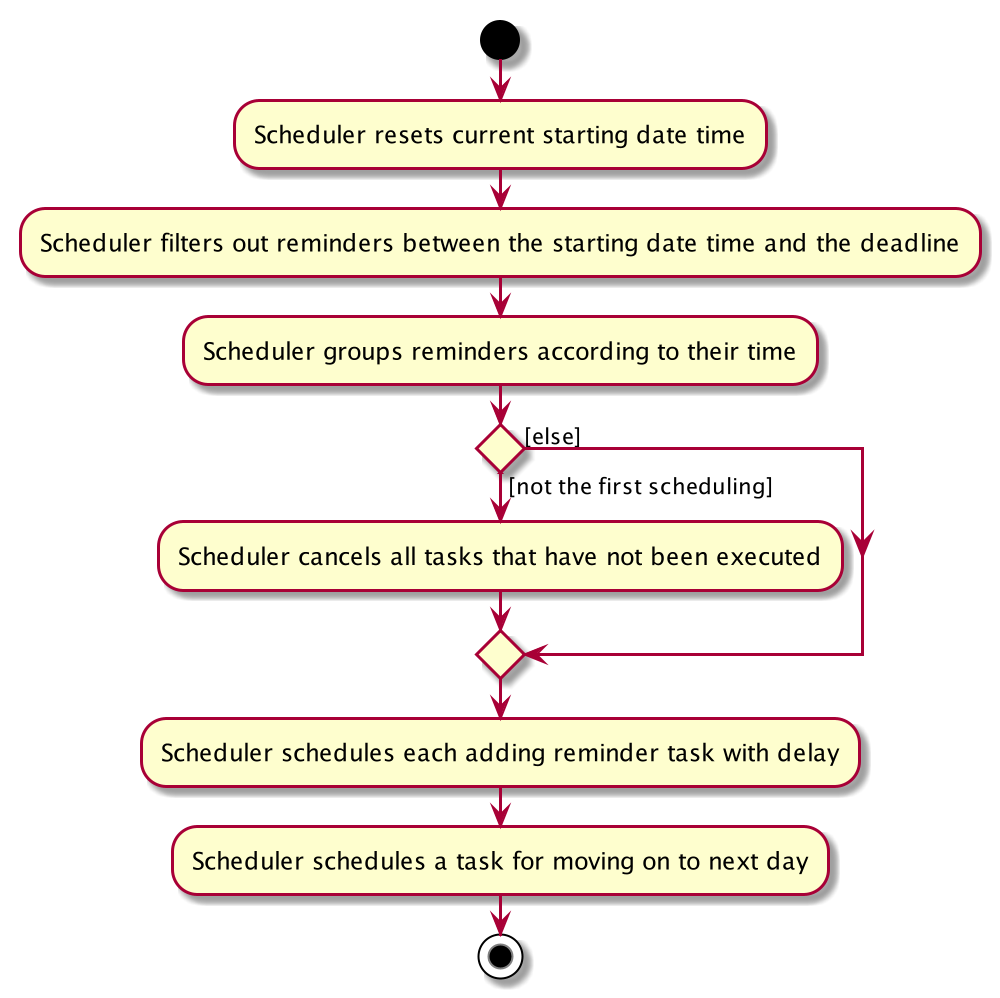 Scheduler resets current starting date time
Scheduler filters out reminders between the starting date time and the deadline
Scheduler groups reminders according to their time
[else]
[not the first scheduling]
Scheduler cancels all tasks that have not been executed
Scheduler schedules each adding reminder task with delay
Scheduler schedules a task for moving on to next day